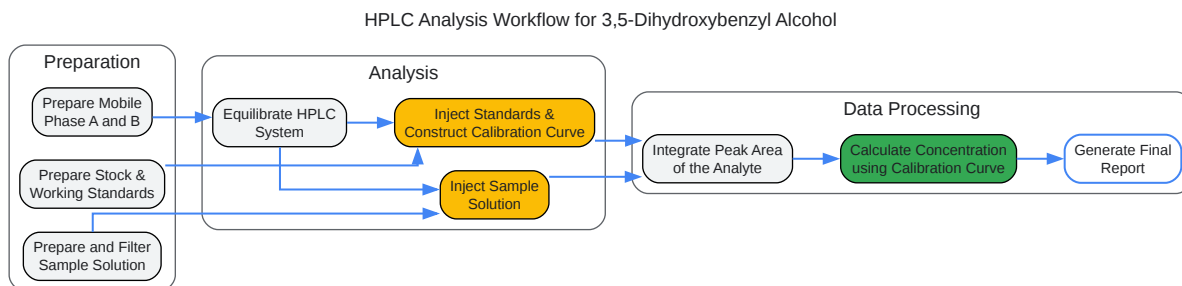 HPLC Analysis Workflow for 3,5-Dihydroxybenzyl Alcohol
Preparation
Prepare Mobile
Phase A and B
Prepare Stock &
Working Standards
Prepare and Filter
Sample Solution
Analysis
Equilibrate HPLC
System
Inject Standards &
Construct Calibration Curve
Inject Sample
Solution
Data Processing
Integrate Peak Area
of the Analyte
Calculate Concentration
using Calibration Curve
Generate Final
Report